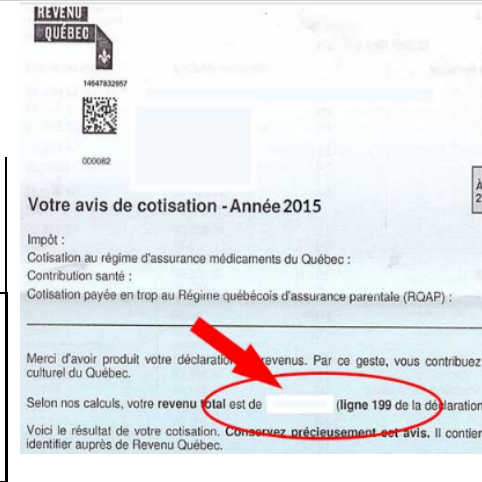 REVENU
QUÉBEC
14647832957
000082
À
2
Votre avis de cotisation - Année 2015
Impôt :
Cotisation au régime d'assurance médicaments du Québec :
Contribution santé :
Cotisation payée en trop au Régime québécois d'assurance parentale (RQAP) :
Merci d'avoir produit votre déclaration revenus. Par ce geste, vous contribuez
culturel du Québec.
Selon nos calculs, votre revenu total est de (ligne 199 de la déclaration
Voici le résultat de votre cotisation. Conservez précieusement cet avis. Il contien
identifier auprès de Revenu Québec.